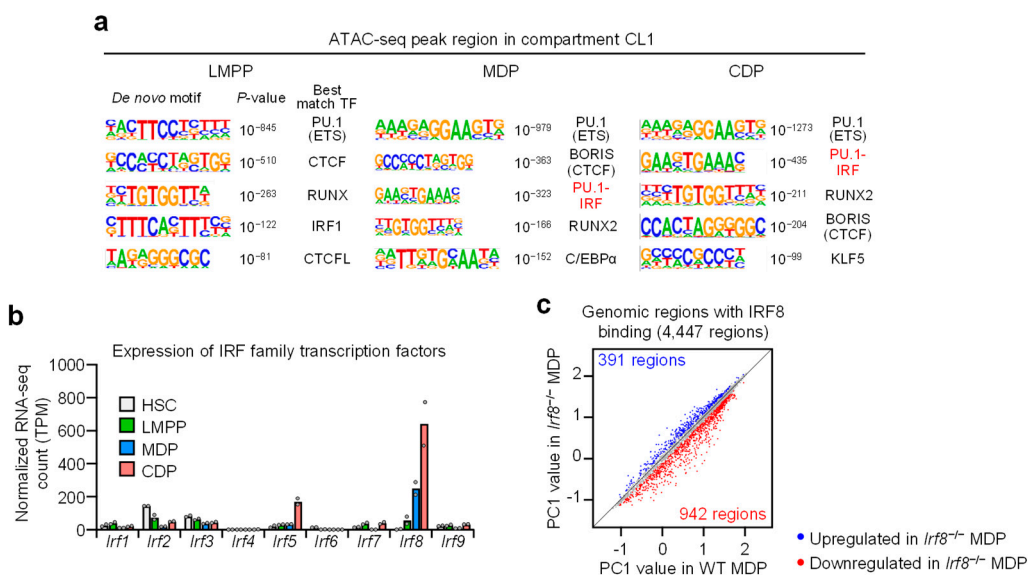 a
ATAC-seq peak region in compartment CL1
LMPP
MDP
CDP
De novo motif
P-value
Best
match TF
10⁻⁸⁴⁵
PU.1
(ETS)
10⁻⁵¹⁰
CTCF
10⁻²⁶³
RUNX
10⁻¹²²
IRF1
10⁻⁸¹
CTCFL
10⁻⁹⁷⁹
PU.1
(ETS)
10⁻³⁶³
BORIS
(CTCF)
10⁻³²³
PU.1-
IRF
10⁻¹⁶⁶
RUNX2
10⁻¹⁵²
C/EBPα
10⁻¹²⁷³
PU.1
(ETS)
10⁻⁴³⁵
PU.1-
IRF
10⁻²¹¹
RUNX2
10⁻²⁰⁴
BORIS
(CTCF)
10⁻⁹⁹
KLF5
b
Expression of IRF family transcription factors
Normalized RNA-seq
count (TPM)
1000
800
600
400
200
0
HSC
LMPP
MDP
CDP
Irf1 Irf2 Irf3 Irf4 Irf5 Irf6 Irf7 Irf8 Irf9
c
Genomic regions with IRF8
binding (4,447 regions)
PC1 value in Irf8⁻/⁻ MDP
391 regions
2
1
0
-1
942 regions
-1 0 1 2
PC1 value in WT MDP
Upregulated in Irf8⁻/⁻ MDP
Downregulated in Irf8⁻/⁻ MDP